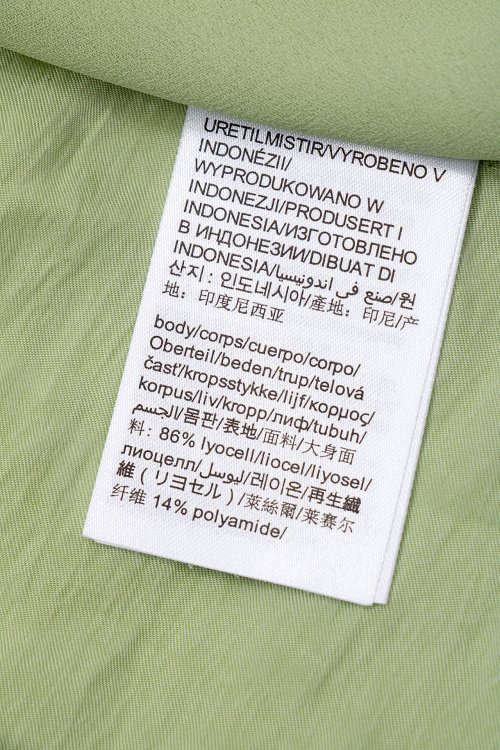 URETILMISTIR/VYROBENO V
INDONÉZII/
WYPRODUKOWANO W
INDONEZJI/PRODUSERT I
INDONESIA/ИЗГОТОВЛЕНО
В ИНДОНЕЗИИ/DIBUAT DI
INDONESIA/صنع في اندونيسيا/원
산지 : 인도네시아/產地：印尼/产
地：印度尼西亚
body/corps/cuerpo/corpo/
Oberteil/beden/trup/telová
časť/kropsstykke/lijf/κορμος/
korpus/liv/kropp/лиф/tubuh/
الجسم/몸판/表地/面料/大身面
料：86% lyocell/liocel/liyosel/
лиоцелл/ليوسل/레이온/再生繊
維（リヨセル）/萊絲爾/莱赛尔
纤维 14% polyamide/